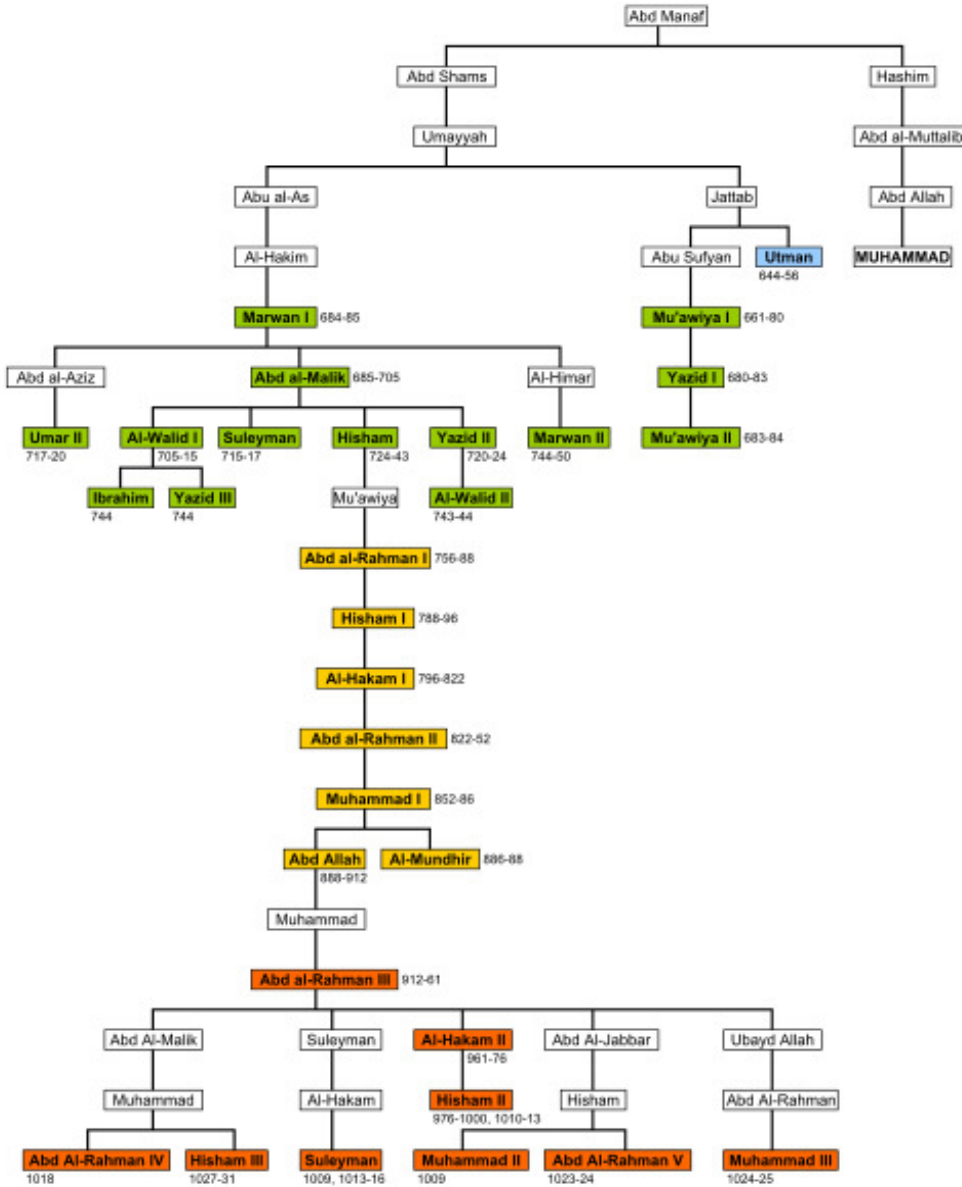 Abd Manaf
Abd Shams
Hashim
Umayyah
Abd al-Muttalib
Abu al-As
Jattab
Abd Allah
Al-Hakim
Abu Sufyan
Utman
MUHAMMAD
644-56
Marwan I 684-85
Mu'awiya I 661-80
Abd al-Aziz
Abd al-Malik 685-705
Al-Himar
Yazid I 680-83
Umar II
Al-Walid I
Suleyman
Hisham
Yazid II
Marwan II
Mu'awiya II 683-84
717-20
705-15
715-17
724-43
720-24
744-50
Ibrahim
Yazid III
Mu'awiya
Al-Walid II
744
744
743-44
Abd al-Rahman I 756-88
Hisham I 788-96
Al-Hakam I 796-822
Abd al-Rahman II 822-52
Muhammad I 852-86
Abd Allah
Al-Mundhir 886-88
888-912
Muhammad
Abd al-Rahman III 912-61
Abd Al-Malik
Suleyman
Al-Hakam II
Abd Al-Jabbar
Ubayd Allah
961-76
Muhammad
Al-Hakam
Hisham II
Hisham
Abd Al-Rahman
976-1000, 1010-13
Abd Al-Rahman IV
Hisham III
Suleyman
Muhammad II
Abd Al-Rahman V
Muhammad III
1018
1027-31
1009, 1013-16
1009
1023-24
1024-25